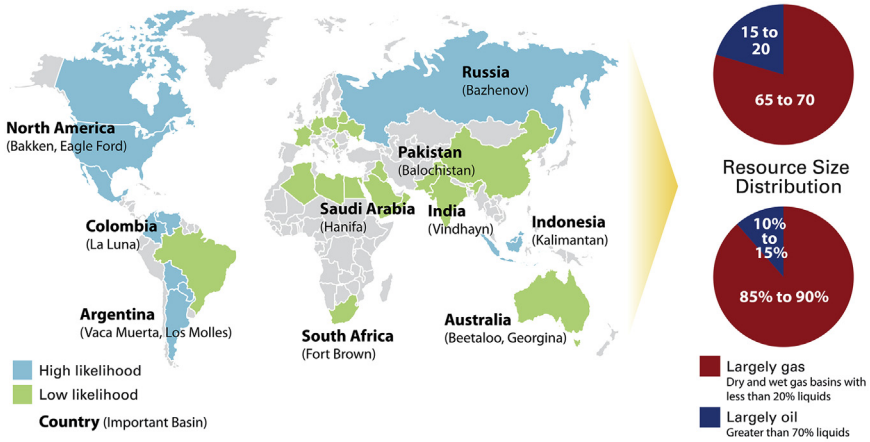 Russia
(Bazhenov)
North America
(Bakken, Eagle Ford)
Pakistan
(Balochistan)
Saudi Arabia
(Hanifa)
India
(Vindhayn)
Indonesia
(Kalimantan)
Colombia
(La Luna)
Argentina
(Vaca Muerta, Los Molles)
South Africa
(Fort Brown)
Australia
(Beetaloo, Georgina)
High likelihood
Low likelihood
Country (Important Basin)
15 to
20
65 to 70
Resource Size
Distribution
10%
to
15%
85% to 90%
Largely gas
Dry and wet gas basins with
less than 20% liquids
Largely oil
Greater than 70% liquids